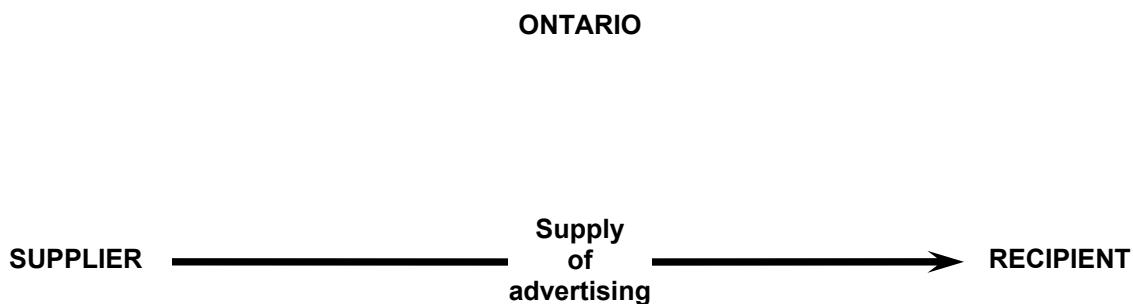 ONTARIO
SUPPLIER
Supply
of
advertising
RECIPIENT